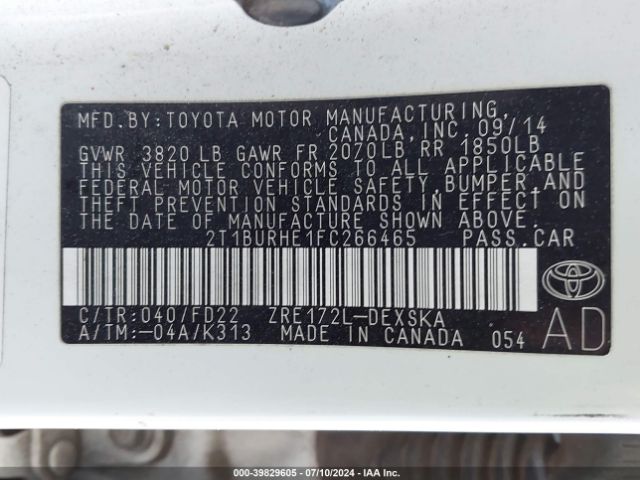 MFD.BY:TOYOTA MOTOR MANUFACTURING,
CANADA,INC.09/14
GVWR 3820LB GAWR FR 2070LB,RR 1850LB
THIS VEHICLE CONFORMS TO ALL APPLICABLE
FEDERAL MOTOR VEHICLE SAFETY,BUMPER,AND
THEFT PREVENTION STANDARDS IN EFFECT ON
THE DATE OF MANUFACTURE SHOWN ABOVE.
2T1BURHE1FC266465 PASS.CAR
C/TR:040/FD22 ZRE172L-DEXSKA
A/TM:-04A/K313 MADE IN CANADA 054
AD
000-39829605 - 07/10/2024 - IAA Inc.